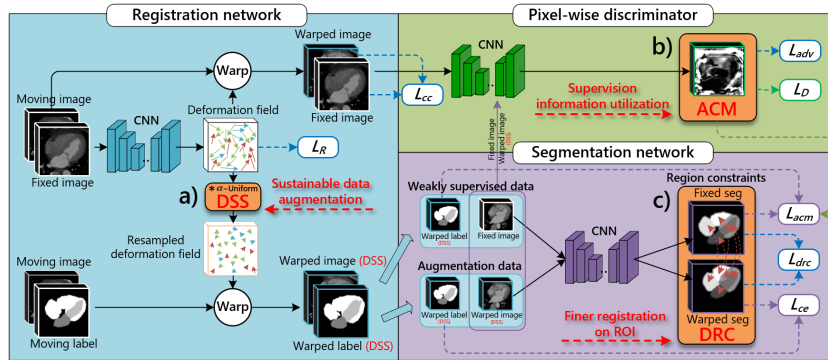 Registration network
Warped image
Warp
Moving image
CNN
Deformation field
Fixed image
L_cc
Fixed image
L_R
a)
* α~Uniform
DSS
Sustainable data
augmentation
Resampled
deformation field
Moving image
Warped image (DSS)
Warp
Moving label
Warped label (DSS)
Pixel-wise discriminator
CNN
b)
ACM
L_adv
L_D
Supervision
information utilization
Fixed image
Warped image
(DSS)
Segmentation network
Weakly supervised data
Warped label
(DSS)
Fixed image
Augmentation data
Warped label
(DSS)
Warped image
(DSS)
CNN
c)
Region constraints
Fixed seg
Warped seg
DRC
Finer registration
on ROI
L_acm
L_drc
L_ce